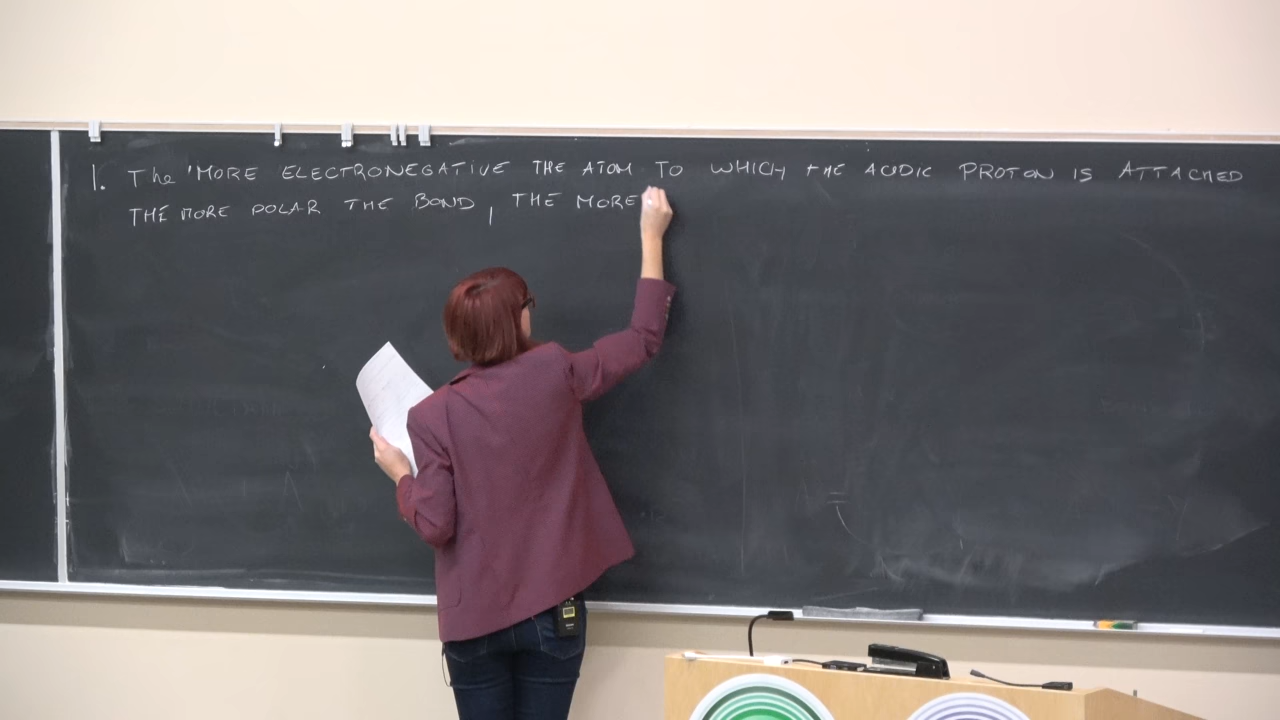 1. The MORE ELECTRONEGATIVE THE ATOM TO WHICH tHE ACIDIC PROTON IS ATTACHED
THE MORE POLAR THE BOND, THE MORE